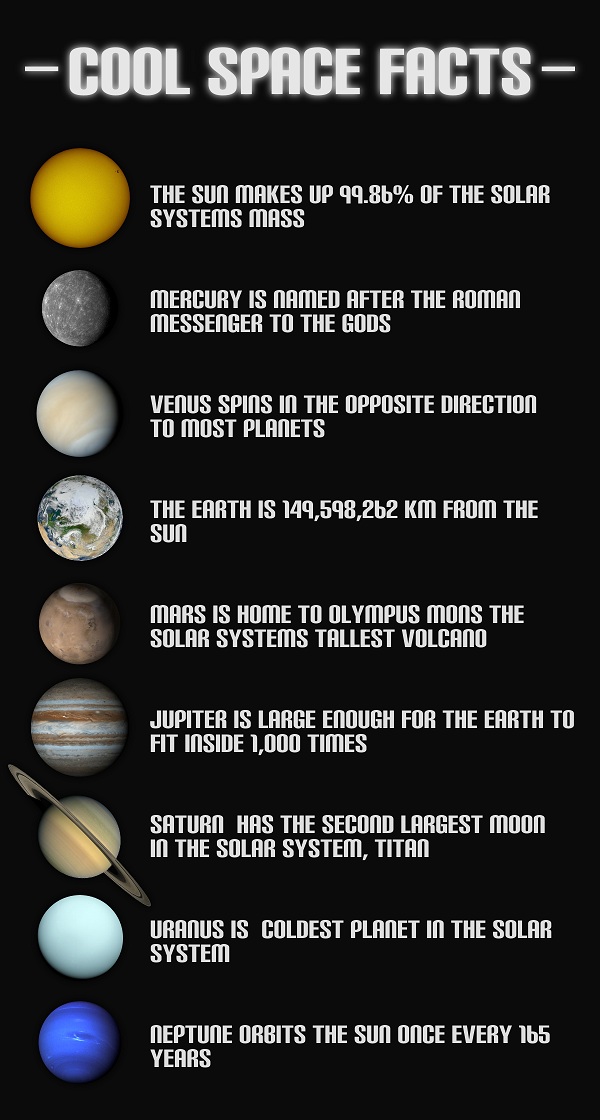 COOL SPACE FACTS
THE SUN MAKES UP 99.86% OF THE SOLAR
SYSTEMS MASS
MERCURY IS NAMED AFTER THE ROMAN
MESSENGER TO THE GODS
VENUS SPINS IN THE OPPOSITE DIRECTION
TO MOST PLANETS
THE EARTH IS 149,598,262 KM FROM THE
SUN
MARS IS HOME TO OLYMPUS MONS THE
SOLAR SYSTEMS TALLEST VOLCANO
JUPITER IS LARGE ENOUGH FOR THE EARTH TO
FIT INSIDE 1,000 TIMES
SATURN HAS THE SECOND LARGEST MOON
IN THE SOLAR SYSTEM, TITAN
URANUS IS COLDEST PLANET IN THE SOLAR
SYSTEM
NEPTUNE ORBITS THE SUN ONCE EVERY 165
YEARS